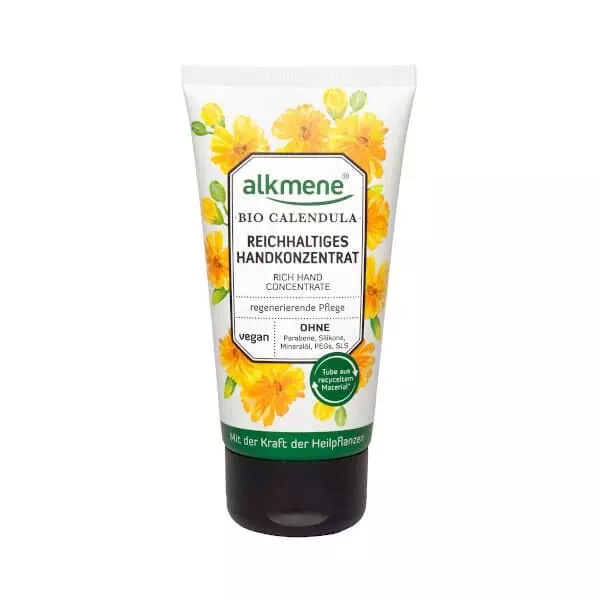 alkmene®
BIO CALENDULA
REICHHALTIGES
HANDKONZENTRAT
RICH HAND
CONCENTRATE
regenerierende Pflege
vegan
OHNE
Parabene, Silikone,
Mineralöl, PEGs, SLS
Tube aus
recyceltem
Material*
Mit der Kraft der Heilpflanzen